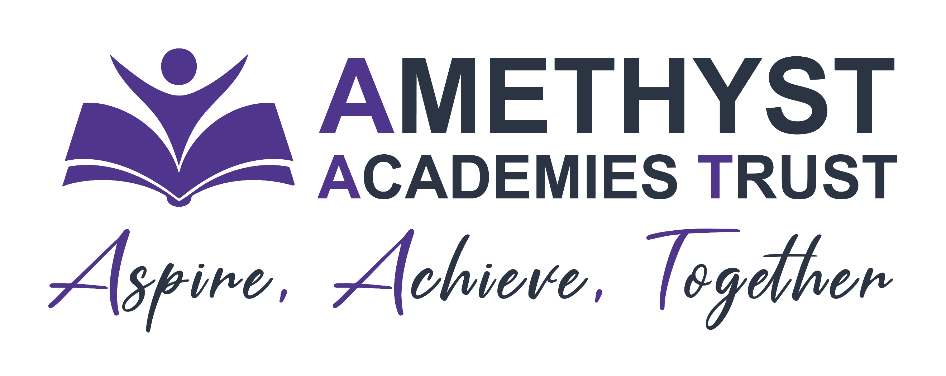 AMETHYST
ACADEMIES TRUST
Aspire, Achieve, Together